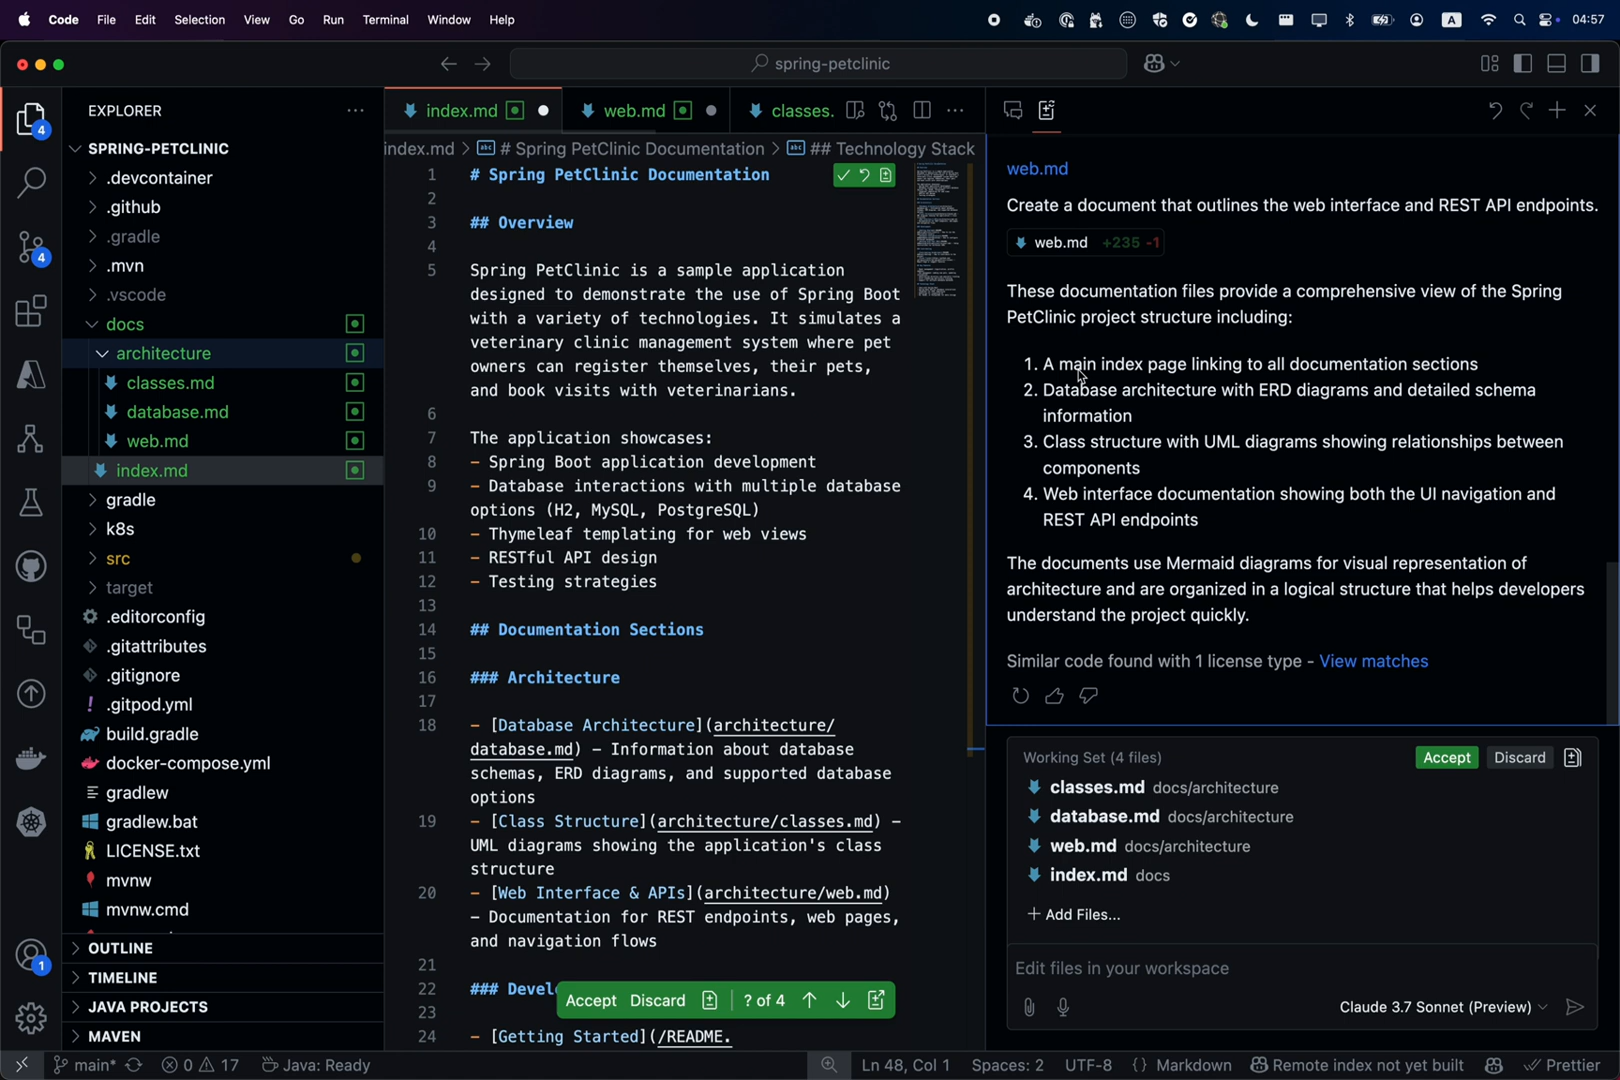 Code File Edit Selection View Go Run Terminal Window Help A 04:57
spring-petclinic
EXPLORER
SPRING-PETCLINIC
.devcontainer
.github
.gradle
.mvn
.vscode
docs
architecture
classes.md
database.md
web.md
index.md
gradle
k8s
src
target
.editorconfig
.gitattributes
.gitignore
.gitpod.yml
build.gradle
docker-compose.yml
gradlew
gradlew.bat
LICENSE.txt
mvnw
mvnw.cmd
OUTLINE
TIMELINE
JAVA PROJECTS
MAVEN
4
4
1
index.md web.md classes.
index.md > # Spring PetClinic Documentation > ## Technology Stack
1 # Spring PetClinic Documentation
2
3 ## Overview
4
5 Spring PetClinic is a sample application
designed to demonstrate the use of Spring Boot
with a variety of technologies. It simulates a
veterinary clinic management system where pet
owners can register themselves, their pets,
and book visits with veterinarians.
6
7 The application showcases:
8 - Spring Boot application development
9 - Database interactions with multiple database
options (H2, MySQL, PostgreSQL)
10 - Thymeleaf templating for web views
11 - RESTful API design
12 - Testing strategies
13
14 ## Documentation Sections
15
16 ### Architecture
17
18 - [Database Architecture](architecture/
database.md) - Information about database
schemas, ERD diagrams, and supported database
options
19 - [Class Structure](architecture/classes.md) -
UML diagrams showing the application's class
structure
20 - [Web Interface & APIs](architecture/web.md)
- Documentation for REST endpoints, web pages,
and navigation flows
21
22 ### Develo
23
24 - [Getting Started](/README.
Accept Discard ? of 4
web.md
Create a document that outlines the web interface and REST API endpoints.
web.md +235 -1
These documentation files provide a comprehensive view of the Spring
PetClinic project structure including:
1. A main index page linking to all documentation sections
2. Database architecture with ERD diagrams and detailed schema
information
3. Class structure with UML diagrams showing relationships between
components
4. Web interface documentation showing both the UI navigation and
REST API endpoints
The documents use Mermaid diagrams for visual representation of
architecture and are organized in a logical structure that helps developers
understand the project quickly.
Similar code found with 1 license type - View matches
Working Set (4 files) Accept Discard
classes.md docs/architecture
database.md docs/architecture
web.md docs/architecture
index.md docs
+ Add Files...
Edit files in your workspace
Claude 3.7 Sonnet (Preview)
main* 0 17 Java: Ready Ln 48, Col 1 Spaces: 2 UTF-8 {} Markdown Remote index not yet built Prettier